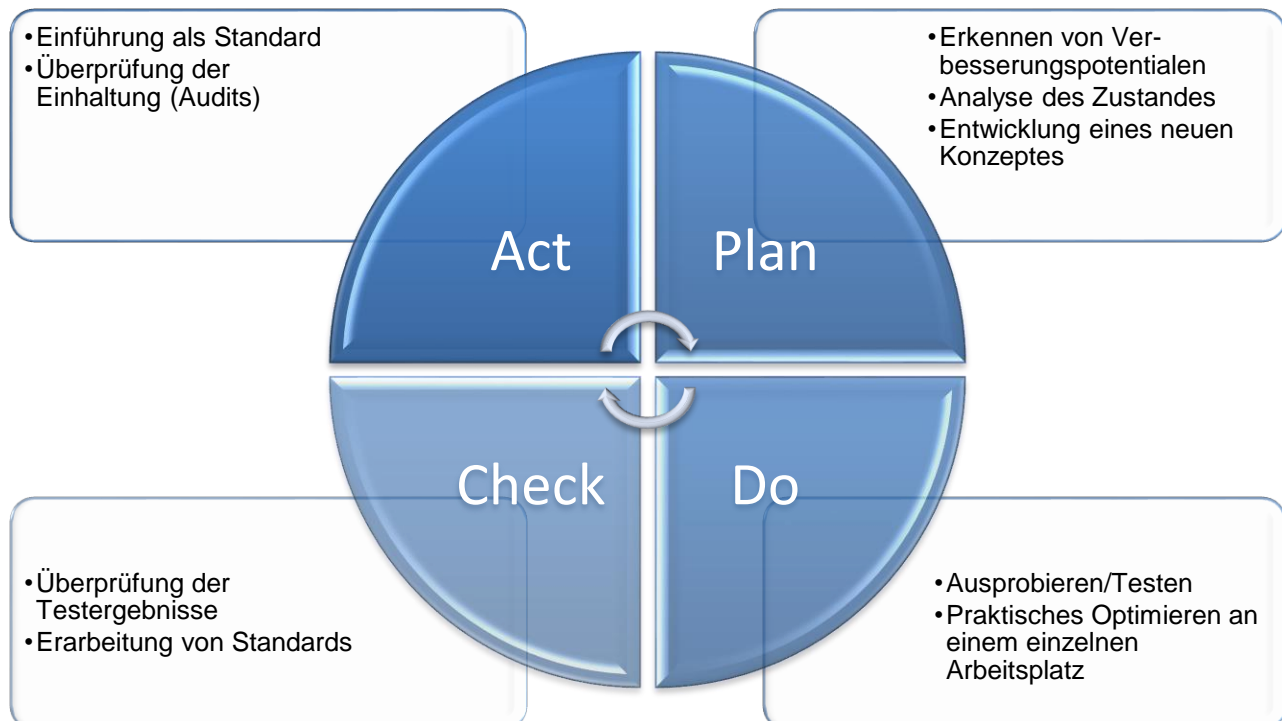 •Einführung als Standard
•Überprüfung der
Einhaltung (Audits)
•Erkennen von Ver-
besserungspotentialen
•Analyse des Zustandes
•Entwicklung eines neuen
Konzeptes
Act
Plan
Check
Do
•Überprüfung der
Testergebnisse
•Erarbeitung von Standards
•Ausprobieren/Testen
•Praktisches Optimieren an
einem einzelnen
Arbeitsplatz